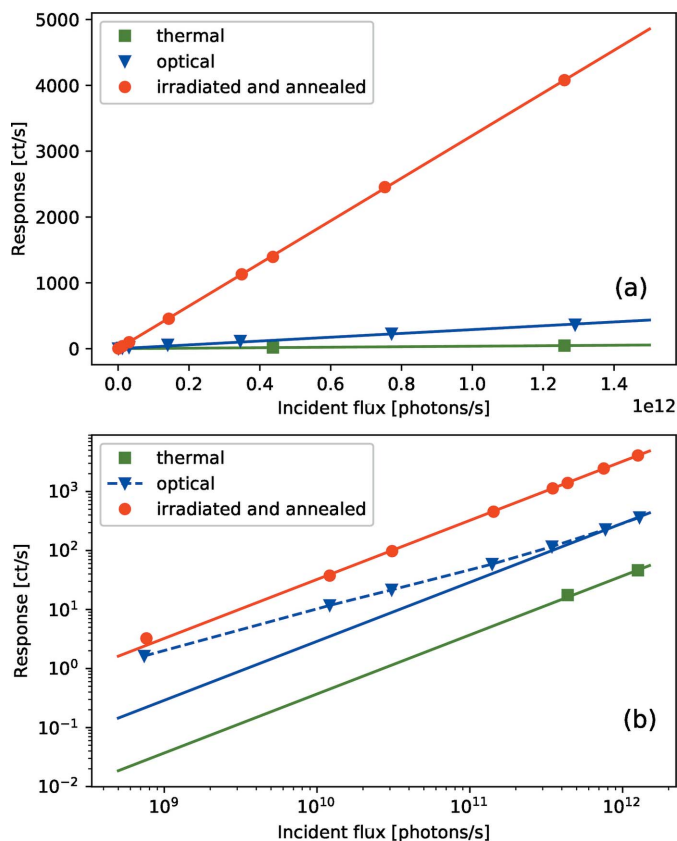 5000
4000
3000
2000
1000
0
Response [ct/s]
thermal
optical
irradiated and annealed
(a)
0.0 0.2 0.4 0.6 0.8 1.0 1.2 1.4
1e12
Incident flux [photons/s]
10³
10²
10¹
10⁰
10⁻¹
10⁻²
Response [ct/s]
thermal
optical
irradiated and annealed
(b)
10⁹ 10¹⁰ 10¹¹ 10¹²
Incident flux [photons/s]